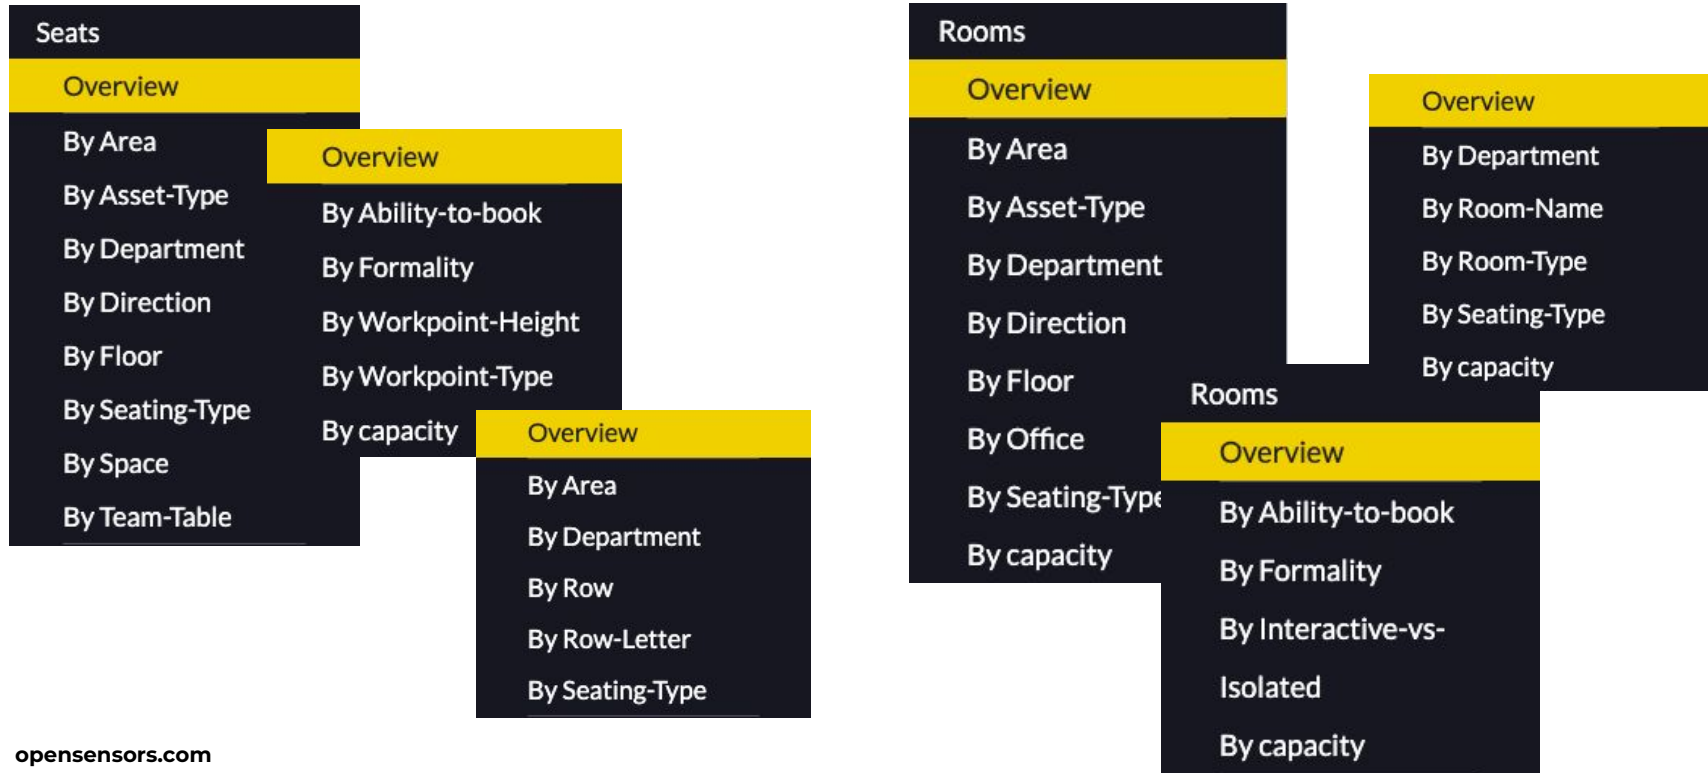 Seats
Overview
By Area
By Asset-Type
By Department
By Direction
By Floor
By Seating-Type
By Space
By Team-Table
Overview
By Ability-to-book
By Formality
By Workpoint-Height
By Workpoint-Type
By capacity
Overview
By Area
By Department
By Row
By Row-Letter
By Seating-Type
Rooms
Overview
By Area
By Asset-Type
By Department
By Direction
By Floor
By Office
By Seating-Type
By capacity
Overview
By Department
By Room-Name
By Room-Type
By Seating-Type
By capacity
Rooms
Overview
By Ability-to-book
By Formality
By Interactive-vs-
Isolated
By capacity
opensensors.com